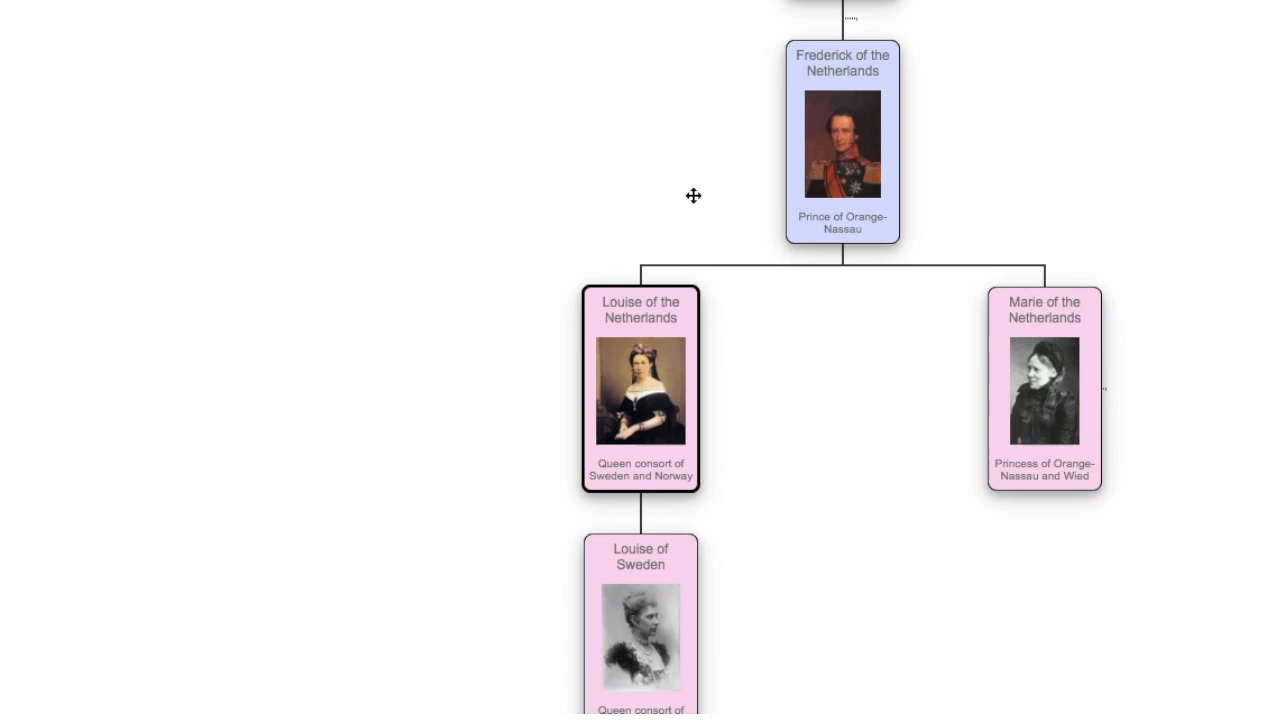 Frederick of the
Netherlands
Prince of Orange-
Nassau
Louise of the
Netherlands
Queen consort of
Sweden and Norway
Marie of the
Netherlands
Princess of Orange-
Nassau and Wied
Louise of
Sweden
Queen consort of